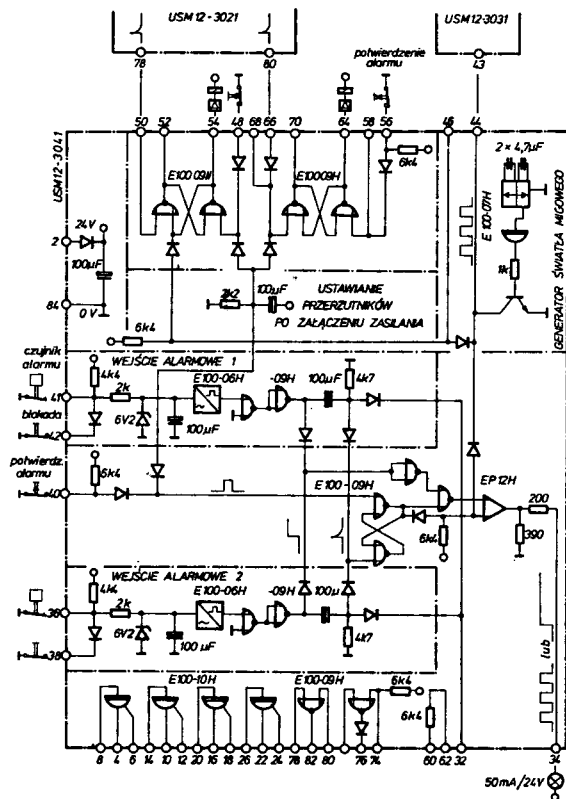 USM 12-3021
USM 12-3031
78
80
43
potwierdzenie
alarmu
50 52 54 48 68 66 70 64 58 56 46 44
USM12-3041
6k4
2 × 4,7µF
E 100-09H
E100 09H
E 100-07H
2
24V
100µF
1k
84
0 V
2k2
100µF
USTAWIANIE
PRZERZUTNIKÓW
PO ZAŁĄCZENIU ZASILANIA
GENERATOR ŚWIATŁA MIGOWEGO
6k4
czujnik
alarmu
WEJŚCIE ALARMOWE 1
4k4
E 100-06H
-09H
100µF
4k7
41
2k
blokada
6V2
100µF
42
potwierdz.
alarmu
6k4
40
E 100 -09H
EP12H
200
6k4
390
WEJŚCIE ALARMOWE 2
4k4
E100-06H
-09H
100µ
36
2k
6V2
100 µF
4k7
38
lub
E100-10H
E100-09H
6k4
6k4
8 4 6 14 10 12 20 16 18 26 22 24 78 82 80 76 74 60 62 32
34
50mA/24V